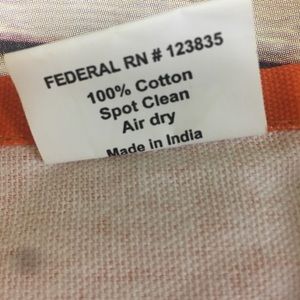 FEDERAL RN # 123835
100% Cotton
Spot Clean
Air dry
Made in India